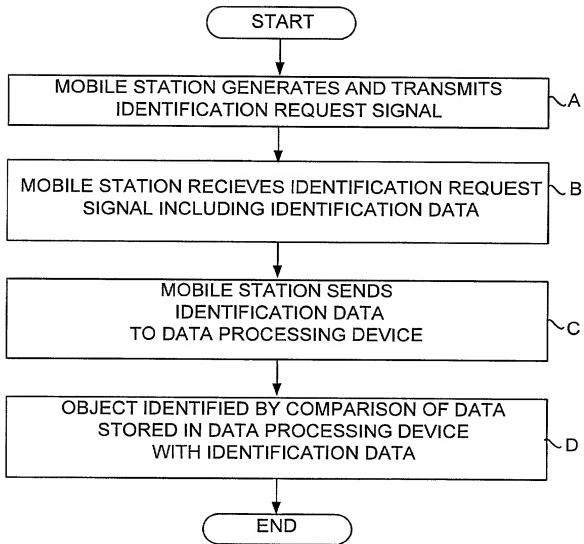 START
MOBILE STATION GENERATES AND TRANSMITS
IDENTIFICATION REQUEST SIGNAL
A
MOBILE STATION RECIEVES IDENTIFICATION REQUEST
SIGNAL INCLUDING IDENTIFICATION DATA
B
MOBILE STATION SENDS
IDENTIFICATION DATA
TO DATA PROCESSING DEVICE
C
OBJECT IDENTIFIED BY COMPARISON OF DATA
STORED IN DATA PROCESSING DEVICE
WITH IDENTIFICATION DATA
D
END